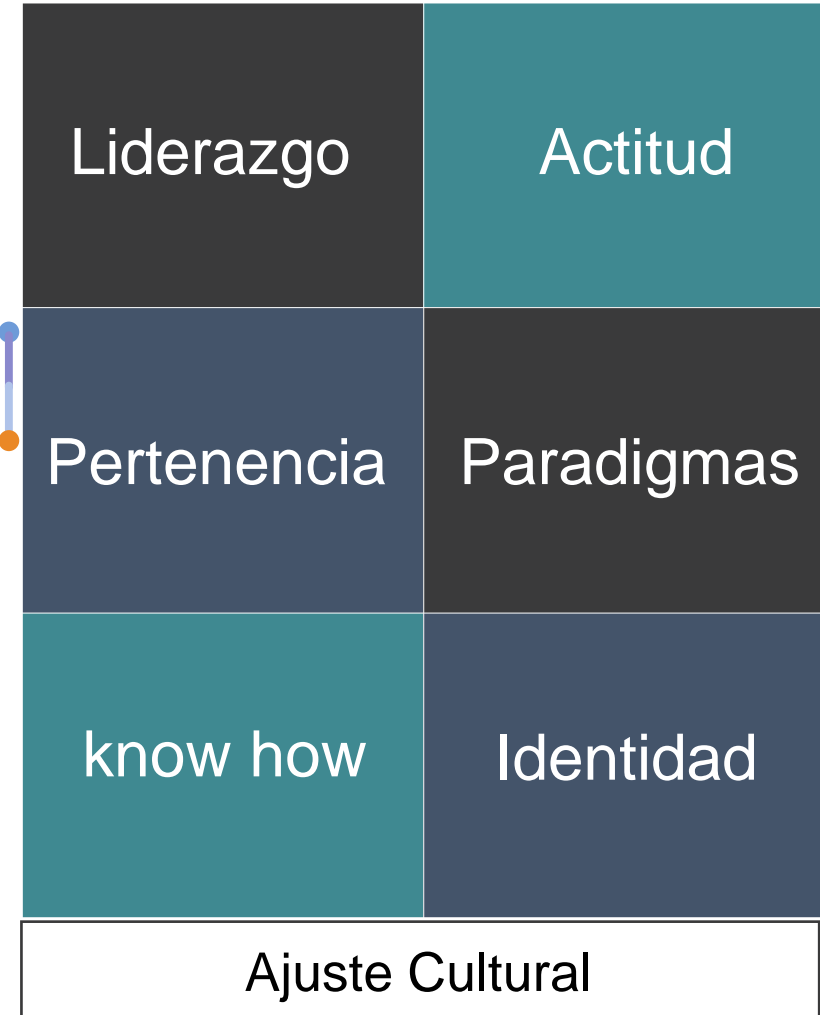 Liderazgo
Actitud
Pertenencia
Paradigmas
know how
Identidad
Ajuste Cultural